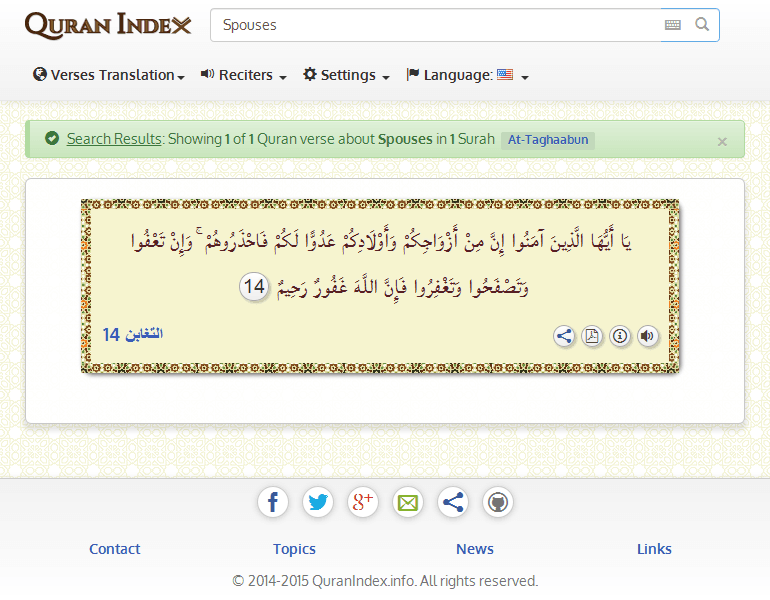 QURAN INDEX
Spouses
Verses Translation
Reciters
Settings
Language:
Search Results: Showing 1 of 1 Quran verse about Spouses in 1 Surah At-Taghaabun ×
يَا أَيُّهَا الَّذِينَ آمَنُوا إِنَّ مِنْ أَزْوَاجِكُمْ وَأَوْلَادِكُمْ عَدُوًّا لَكُمْ فَاحْذَرُوهُمْ ۚ وَإِنْ تَعْفُوا
وَتَصْفَحُوا وَتَغْفِرُوا فَإِنَّ اللَّهَ غَفُورٌ رَحِيمٌ 14
التغابن 14
Contact
Topics
News
Links
© 2014-2015 QuranIndex.info. All rights reserved.